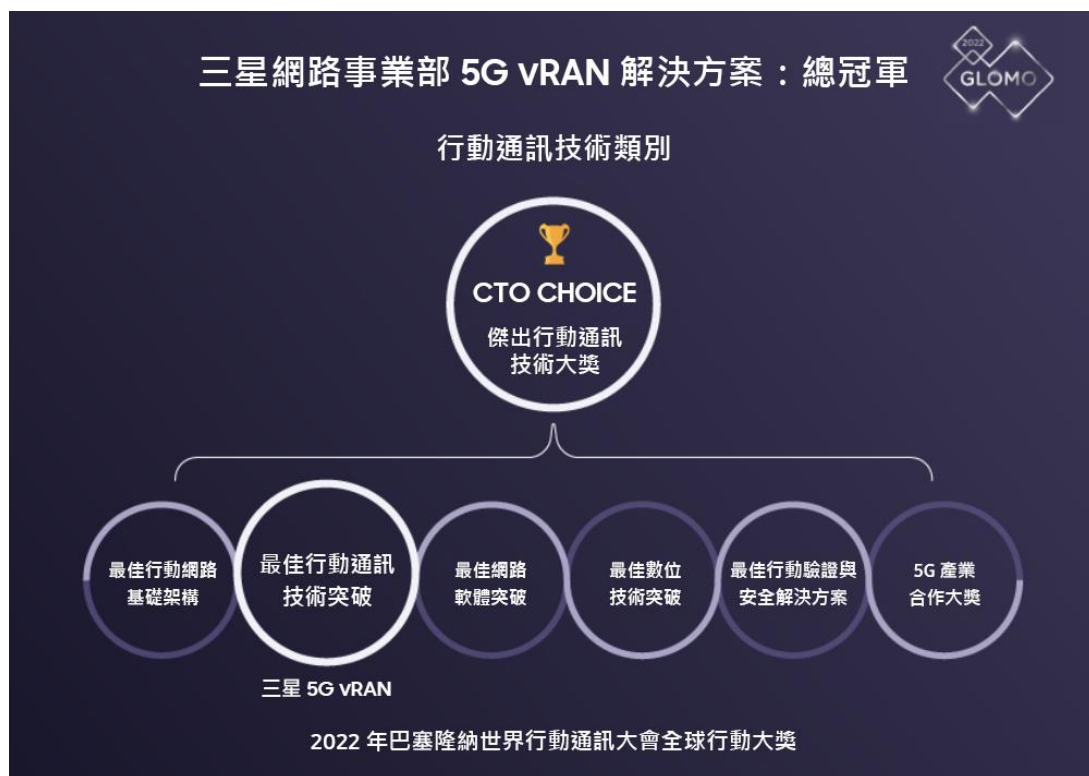 三星網路事業部 5G vRAN 解決方案：總冠軍
2022
GLOMO
行動通訊技術類別
CTO CHOICE
傑出行動通訊
技術大獎
最佳行動網路
基礎架構
最佳行動通訊
技術突破
最佳網路
軟體突破
最佳數位
技術突破
最佳行動驗證與
安全解決方案
5G 產業
合作大獎
三星 5G vRAN
2022 年巴塞隆納世界行動通訊大會全球行動大獎